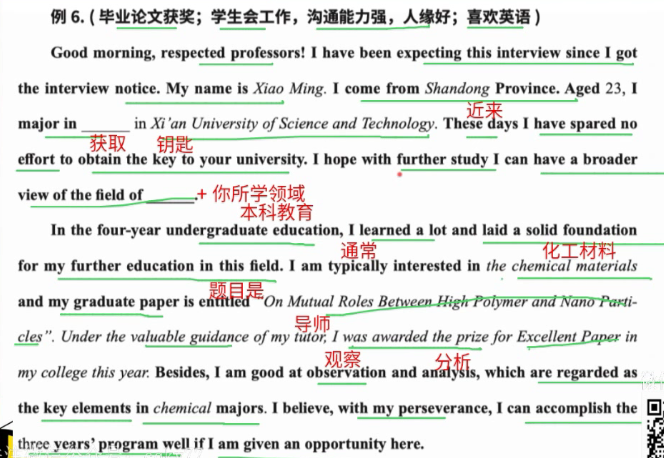 例 6. ( 毕业论文获奖；学生会工作，沟通能力强，人缘好；喜欢英语 )
Good morning, respected professors! I have been expecting this interview since I got
the interview notice. My name is Xiao Ming. I come from Shandong Province. Aged 23, I
近来
major in ______ in Xi'an University of Science and Technology. These days I have spared no
获取 钥匙
effort to obtain the key to your university. I hope with further study I can have a broader
view of the field of ______. + 你所学领域
本科教育
In the four-year undergraduate education, I learned a lot and laid a solid foundation
通常 化工材料
for my further education in this field. I am typically interested in the chemical materials
题目是
and my graduate paper is entitled "On Mutual Roles Between High Polymer and Nano Parti-
导师
cles". Under the valuable guidance of my tutor, I was awarded the prize for Excellent Paper in
观察 分析
my college this year. Besides, I am good at observation and analysis, which are regarded as
the key elements in chemical majors. I believe, with my perseverance, I can accomplish the
three years' program well if I am given an opportunity here.